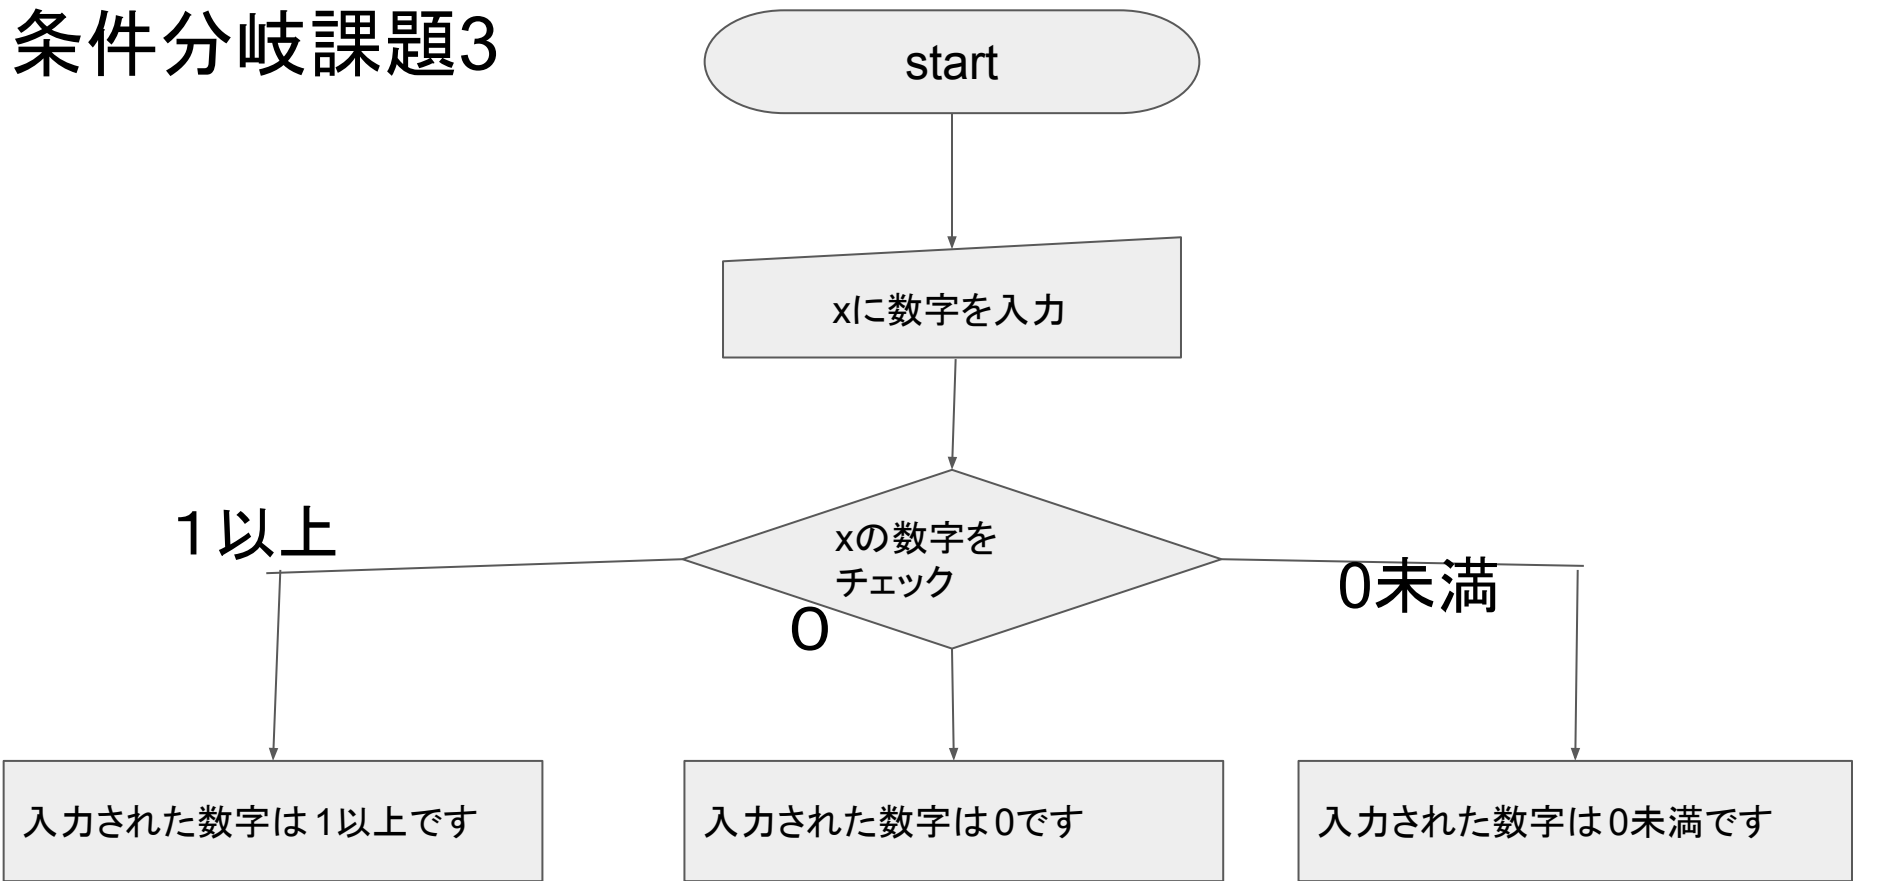 条件分岐課題3
start
xに数字を入力
xの数字を
チェック
１以上
0
0未満
入力された数字は1以上です
入力された数字は0です
入力された数字は0未満です